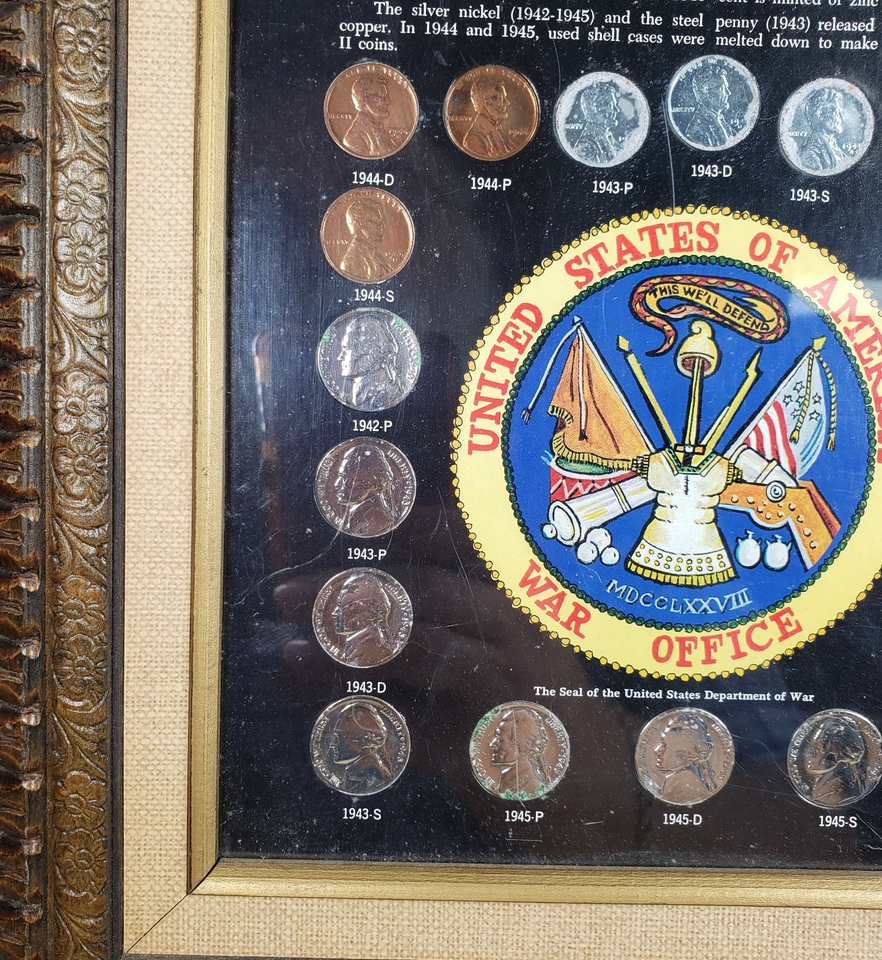 cent is limited of zinc
The silver nickel (1942-1945) and the steel penny (1943) released
copper. In 1944 and 1945, used shell cases were melted down to make
II coins.
1944-D
1944-P
1943-P
1943-D
1943-S
1944-S
1942-P
1943-P
1943-D
1943-S
UNITED STATES OF AMERI
THIS WE'LL DEFEND
MDCCLXXVIII
WAR OFFICE
The Seal of the United States Department of War
1945-P
1945-D
1945-S